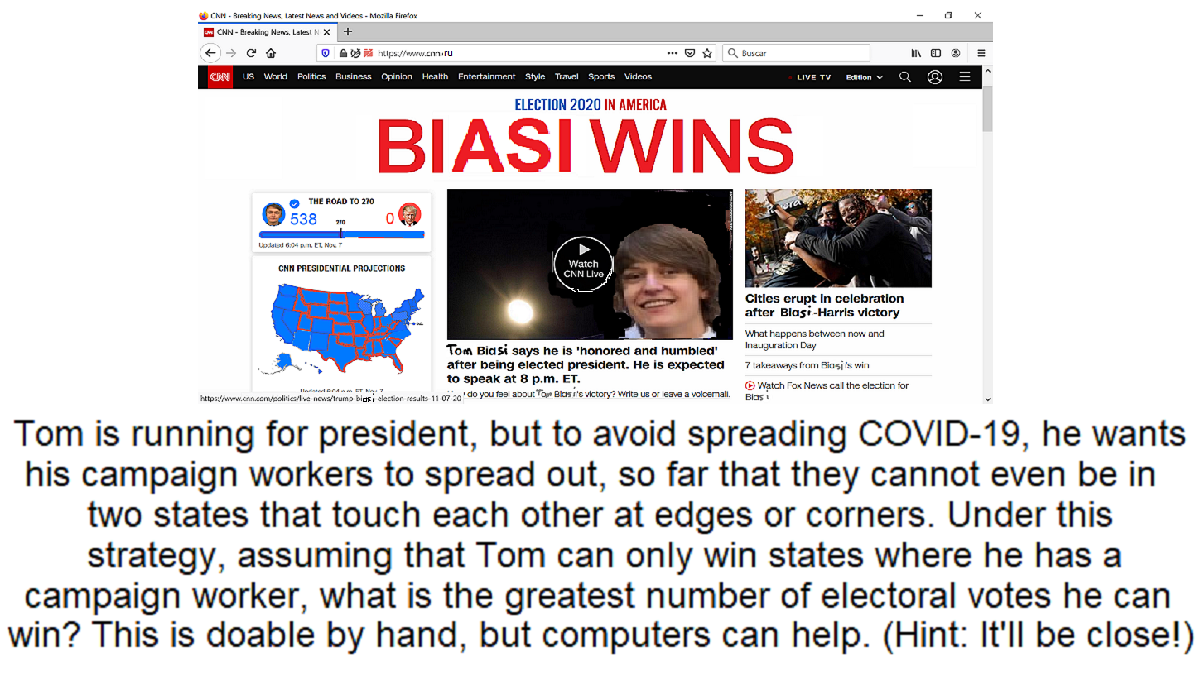 CNN - Breaking News, Latest News and Videos - Mozilla Firefox
CNN - Breaking News, Latest N
https://www.cnn.ru
Buscar
CNN US World Politics Business Opinion Health Entertainment Style Travel Sports Videos LIVE TV Edition
ELECTION 2020 IN AMERICA
BIASI WINS
THE ROAD TO 270
538 270 0
Updated 6:04 p.m. ET, Nov. 7
CNN PRESIDENTIAL PROJECTIONS
Updated 6:04 p.m. ET, Nov. 7
Watch
CNN Live
Tom Biasi says he is 'honored and humbled'
after being elected president. He is expected
to speak at 8 p.m. ET.
do you feel about Tom Biasi's victory? Write us or leave a voicemail.
Cities erupt in celebration
after Biasi-Harris victory
What happens between now and
Inauguration Day
7 takeaways from Biasi's win
Watch Fox News call the election for
Biasi
https://www.cnn.com/politics/live-news/trump-biasi-election-results-11-07-20
Tom is running for president, but to avoid spreading COVID-19, he wants
his campaign workers to spread out, so far that they cannot even be in
two states that touch each other at edges or corners. Under this
strategy, assuming that Tom can only win states where he has a
campaign worker, what is the greatest number of electoral votes he can
win? This is doable by hand, but computers can help. (Hint: It'll be close!)